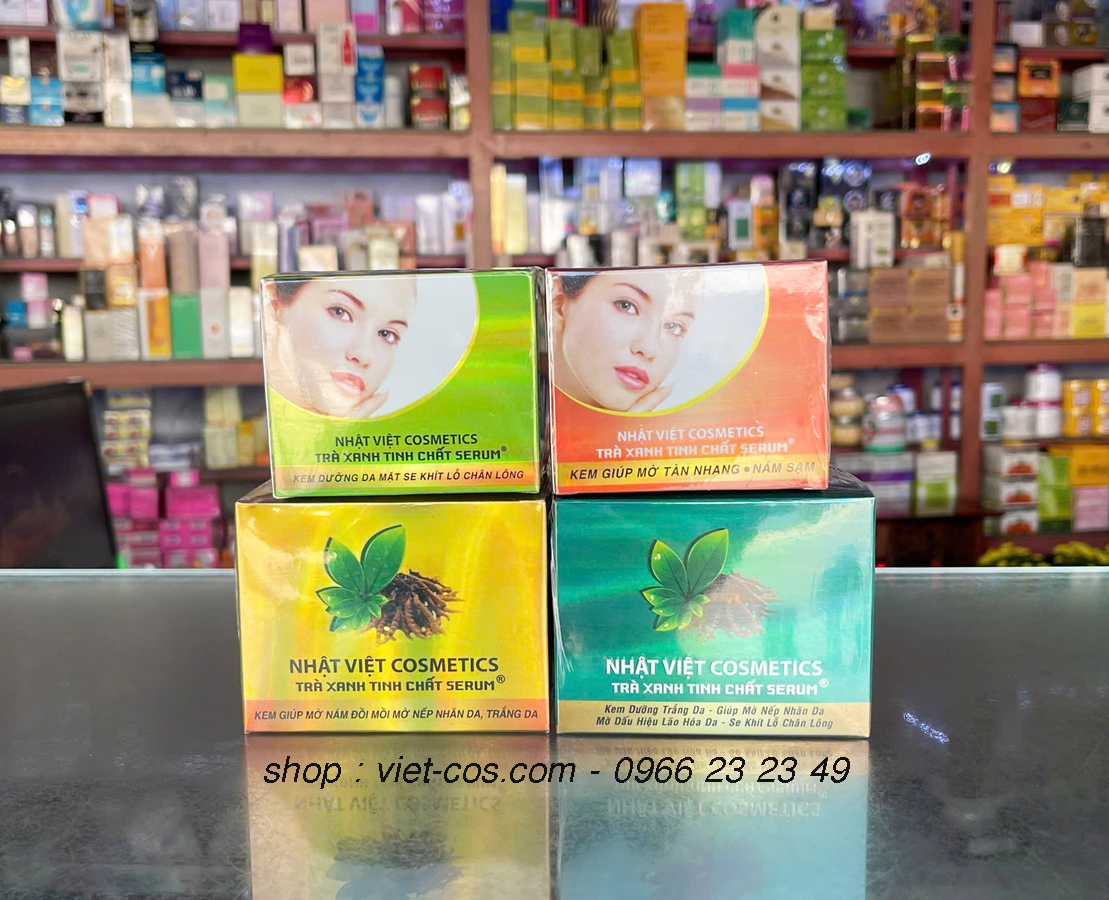 NHẬT VIỆT COSMETICS
TRÀ XANH TINH CHẤT SERUM®
KEM DƯỠNG DA MẶT SE KHÍT LỖ CHÂN LÔNG
NHẬT VIỆT COSMETICS
TRÀ XANH TINH CHẤT SERUM®
KEM GIÚP MỜ TÀN NHANG • NÁM SẠM
NHẬT VIỆT COSMETICS
TRÀ XANH TINH CHẤT SERUM®
KEM GIÚP MỜ NÁM ĐỒI MỒI MỜ NẾP NHĂN DA, TRẮNG DA
NHẬT VIỆT COSMETICS
TRÀ XANH TINH CHẤT SERUM®
Kem Dưỡng Trắng Da - Giúp Mờ Nếp Nhăn Da
Mờ Dấu Hiệu Lão Hóa Da - Se Khít Lỗ Chân Lông
shop : viet-cos.com - 0966 23 23 49